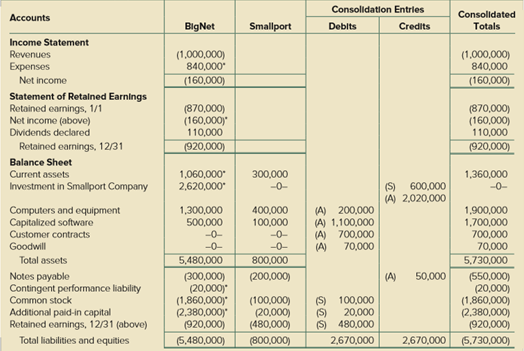 Consolidation Entries
Accounts BigNet Smallport Debits Credits Consolidated Totals
Income Statement
Revenues (1,000,000) (1,000,000)
Expenses 840,000* 840,000
Net income (160,000) (160,000)
Statement of Retained Earnings
Retained earnings, 1/1 (870,000) (870,000)
Net income (above) (160,000)* (160,000)
Dividends declared 110,000 110,000
Retained earnings, 12/31 (920,000) (920,000)
Balance Sheet
Current assets 1,060,000* 300,000 1,360,000
Investment in Smallport Company 2,620,000* -0- (S) 600,000 -0-
(A) 2,020,000
Computers and equipment 1,300,000 400,000 (A) 200,000 1,900,000
Capitalized software 500,000 100,000 (A) 1,100,000 1,700,000
Customer contracts -0- -0- (A) 700,000 700,000
Goodwill -0- -0- (A) 70,000 70,000
Total assets 5,480,000 800,000 5,730,000
Notes payable (300,000) (200,000) (A) 50,000 (550,000)
Contingent performance liability (20,000)* (20,000)
Common stock (1,860,000)* (100,000) (S) 100,000 (1,860,000)
Additional paid-in capital (2,380,000)* (20,000) (S) 20,000 (2,380,000)
Retained earnings, 12/31 (above) (920,000) (480,000) (S) 480,000 (920,000)
Total liabilities and equities (5,480,000) (800,000) 2,670,000 2,670,000 (5,730,000)